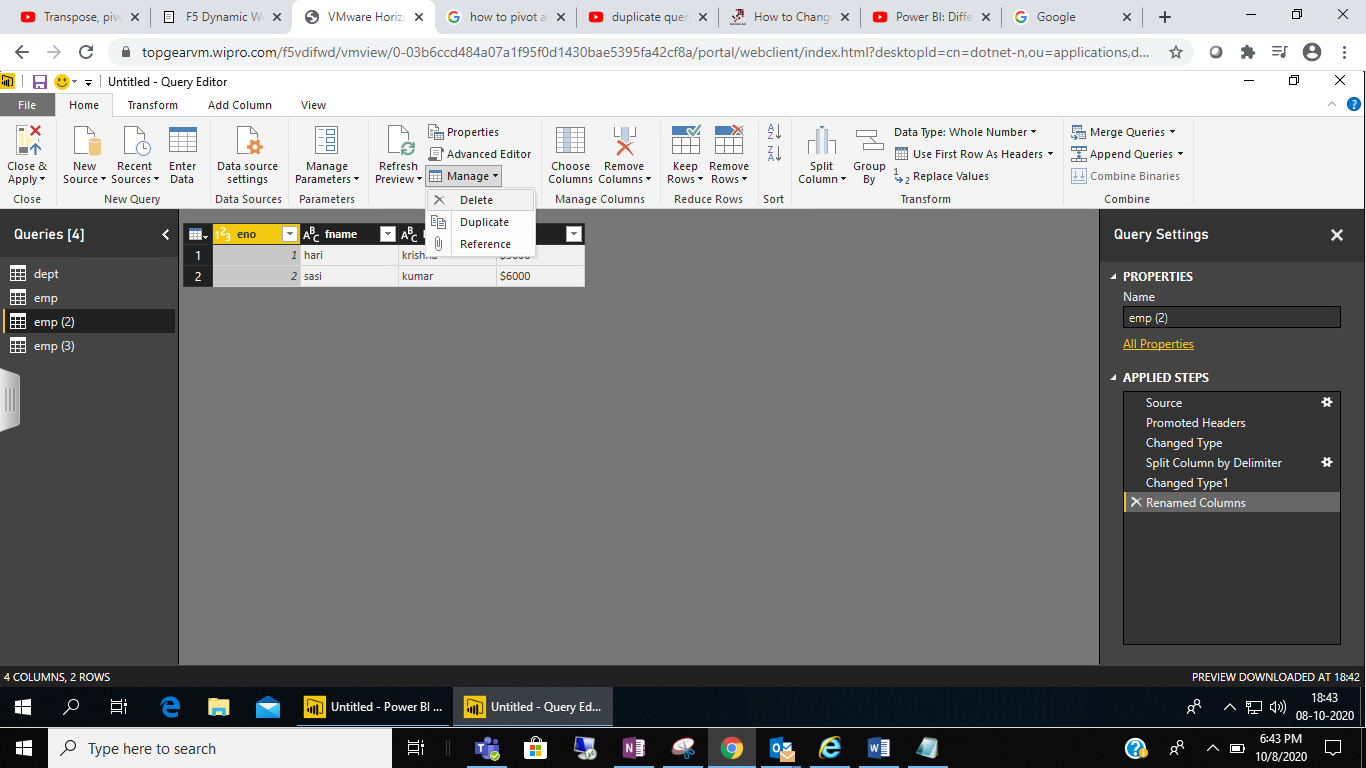 Transpose, pivo
F5 Dynamic W
VMware Horiz
how to pivot a
duplicate quer
How to Chang
Power BI: Diffe
Google
topgearvm.wipro.com/f5vdifwd/vmview/0-03b6ccd484a07a1f95f0d1430bae5395fa42cf8a/portal/webclient/index.html?desktopId=cn=dotnet-n,ou=applications,d...
Untitled - Query Editor
File Home Transform Add Column View
Close & Apply
New Source
Recent Sources
Enter Data
Data source settings
Manage Parameters
Refresh Preview
Properties
Advanced Editor
Manage
Choose Columns
Remove Columns
Keep Rows
Remove Rows
Split Column
Group By
Data Type: Whole Number
Use First Row As Headers
Replace Values
Merge Queries
Append Queries
Combine Binaries
Close New Query Data Sources Parameters Manage Columns Reduce Rows Sort Transform Combine
Delete
Duplicate
Reference
Queries [4]
dept
emp
emp (2)
emp (3)
eno fname
1 1 hari
2 2 sasi kumar $6000
Query Settings
PROPERTIES
Name
emp (2)
All Properties
APPLIED STEPS
Source
Promoted Headers
Changed Type
Split Column by Delimiter
Changed Type1
Renamed Columns
4 COLUMNS, 2 ROWS
PREVIEW DOWNLOADED AT 18:42
Untitled - Power BI ...
Untitled - Query Ed...
18:43
08-10-2020
Type here to search
6:43 PM
10/8/2020